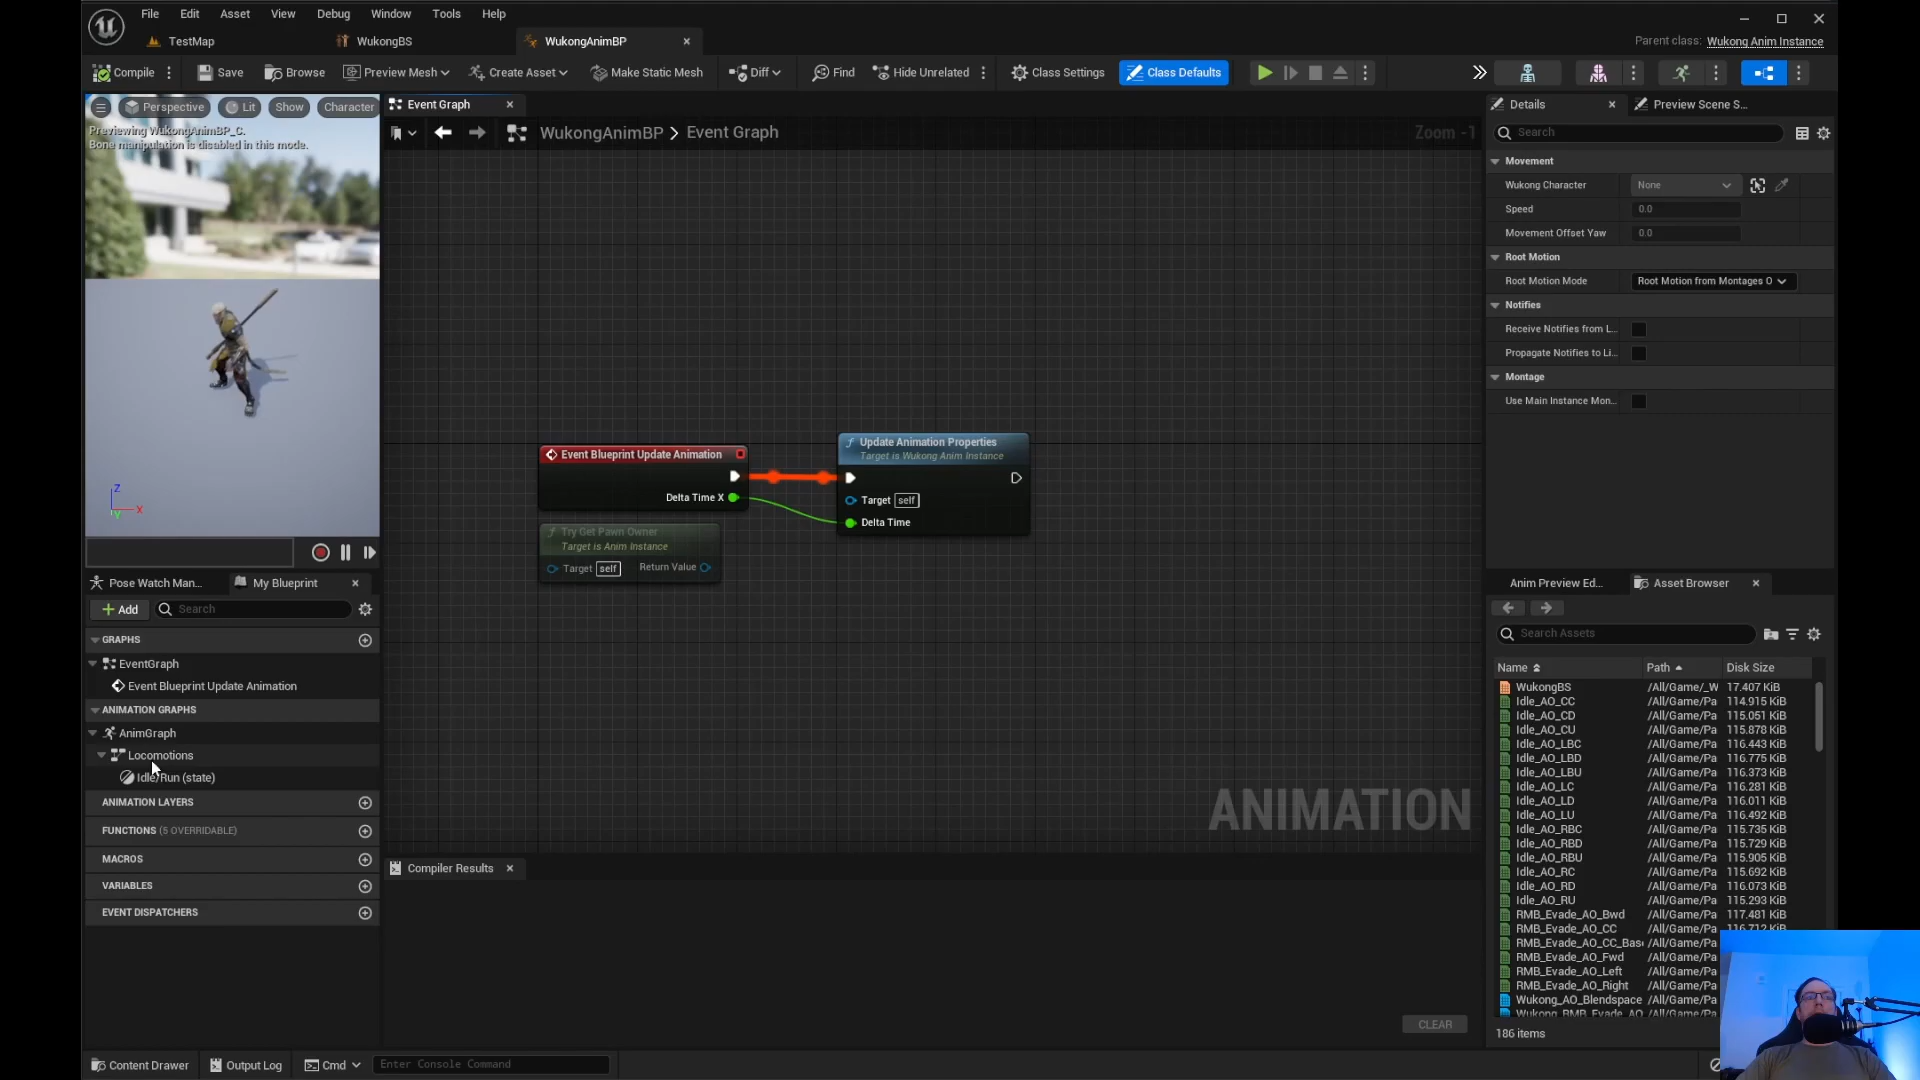 File Edit Asset View Debug Window Tools Help
TestMap WukongBS WukongAnimBP
Parent class: Wukong Anim Instance
Compile Save Browse Preview Mesh Create Asset Make Static Mesh Diff Find Hide Unrelated Class Settings Class Defaults
Perspective Lit Show Character
Previewing WukongAnimBP_C.
Bone manipulation is disabled in this mode.
Z
X
Y
Event Graph
WukongAnimBP > Event Graph
Zoom -1
Event Blueprint Update Animation
Delta Time X
Try Get Pawn Owner
Target is Anim Instance
Target self Return Value
Update Animation Properties
Target is Wukong Anim Instance
Target self
Delta Time
ANIMATION
Compiler Results
CLEAR
Pose Watch Man... My Blueprint
Add Search
GRAPHS
EventGraph
Event Blueprint Update Animation
ANIMATION GRAPHS
AnimGraph
Locomotions
Idle/Run (state)
ANIMATION LAYERS
FUNCTIONS (5 OVERRIDABLE)
MACROS
VARIABLES
EVENT DISPATCHERS
Details Preview Scene S...
Search
Movement
Wukong Character None
Speed 0.0
Movement Offset Yaw 0.0
Root Motion
Root Motion Mode Root Motion from Montages O
Notifies
Receive Notifies from L...
Propagate Notifies to Li...
Montage
Use Main Instance Mon...
Anim Preview Ed... Asset Browser
Search Assets
Name Path Disk Size
WukongBS /All/Game/_W 17.407 KiB
Idle_AO_CC /All/Game/Pa 114.915 KiB
Idle_AO_CD /All/Game/Pa 115.051 KiB
Idle_AO_CU /All/Game/Pa 115.878 KiB
Idle_AO_LBC /All/Game/Pa 116.443 KiB
Idle_AO_LBD /All/Game/Pa 116.775 KiB
Idle_AO_LBU /All/Game/Pa 116.373 KiB
Idle_AO_LC /All/Game/Pa 116.281 KiB
Idle_AO_LD /All/Game/Pa 116.011 KiB
Idle_AO_LU /All/Game/Pa 116.492 KiB
Idle_AO_RBC /All/Game/Pa 115.735 KiB
Idle_AO_RBD /All/Game/Pa 115.729 KiB
Idle_AO_RBU /All/Game/Pa 115.905 KiB
Idle_AO_RC /All/Game/Pa 115.692 KiB
Idle_AO_RD /All/Game/Pa 116.073 KiB
Idle_AO_RU /All/Game/Pa 115.293 KiB
RMB_Evade_AO_Bwd /All/Game/Pa 117.481 KiB
RMB_Evade_AO_CC /All/Game/Pa 116.712 KiB
RMB_Evade_AO_CC_Bas /All/Game/Pa
RMB_Evade_AO_Fwd /All/Game/Pa
RMB_Evade_AO_Left /All/Game/Pa
RMB_Evade_AO_Right /All/Game/Pa
Wukong_AO_Blendspace /All/Game/Pa
Wukong_RMB_Evade_AO /All/Game/Pa
186 items
Content Drawer Output Log Cmd Enter Console Command